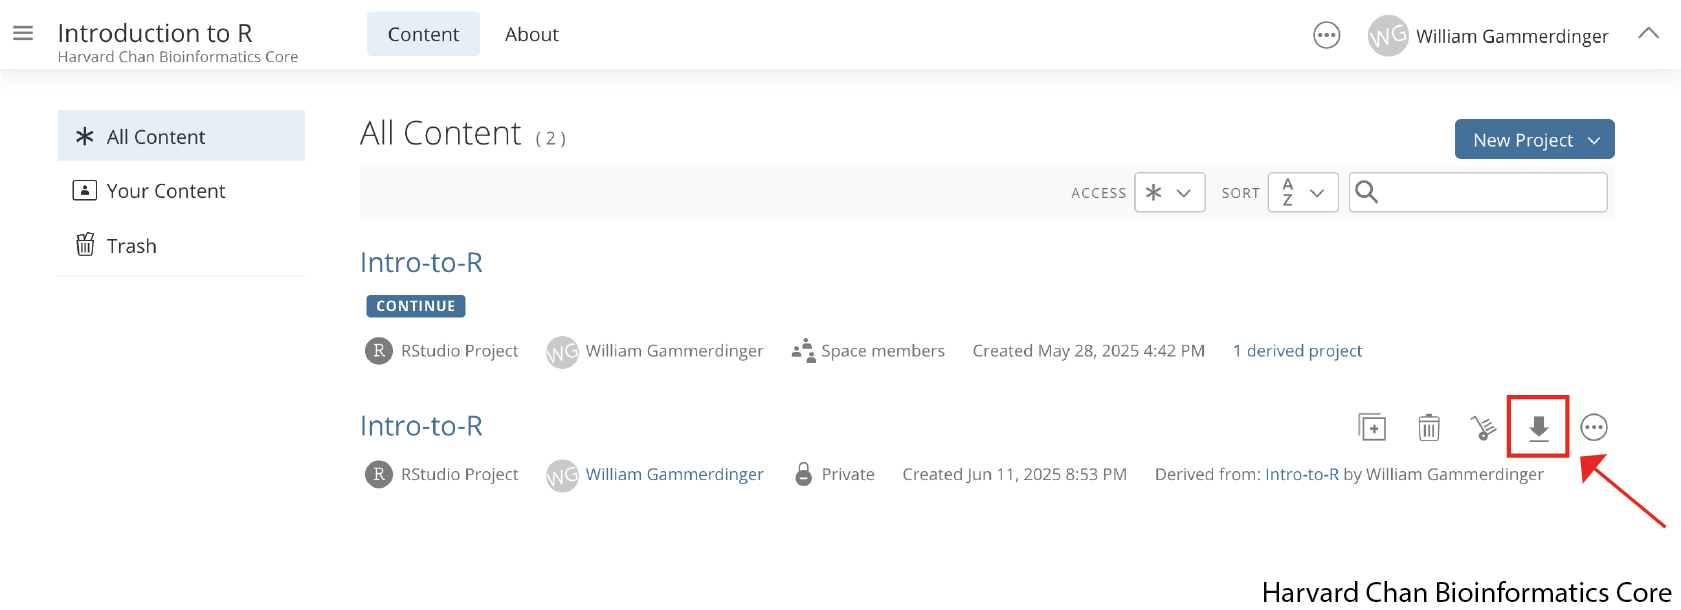 Introduction to R
Harvard Chan Bioinformatics Core
Content
About
WG
William Gammerdinger
All Content
Your Content
Trash
All Content ( 2 )
New Project
ACCESS
SORT
A
Z
Intro-to-R
CONTINUE
R
RStudio Project
WG
William Gammerdinger
Space members
Created May 28, 2025 4:42 PM
1 derived project
Intro-to-R
R
RStudio Project
WG
William Gammerdinger
Private
Created Jun 11, 2025 8:53 PM
Derived from: Intro-to-R by William Gammerdinger
Harvard Chan Bioinformatics Core